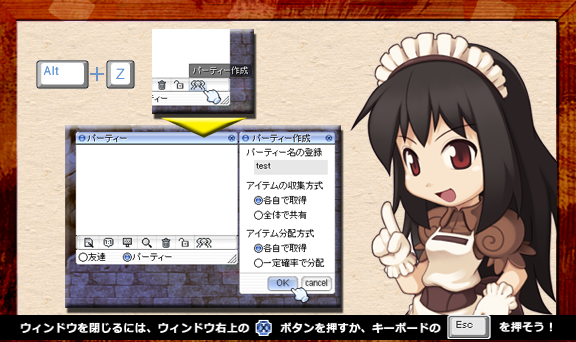 Alt + Z
パーティー作成
ィー
パーティー
パーティー作成
パーティー名の登録
test
アイテムの収集方式
各自で取得
全体で共有
アイテム分配方式
各自で取得
一定確率で分配
友達 パーティー
OK cancel
ウィンドウを閉じるには、ウィンドウ右上の ボタンを押すか、キーボードの Esc を押そう！